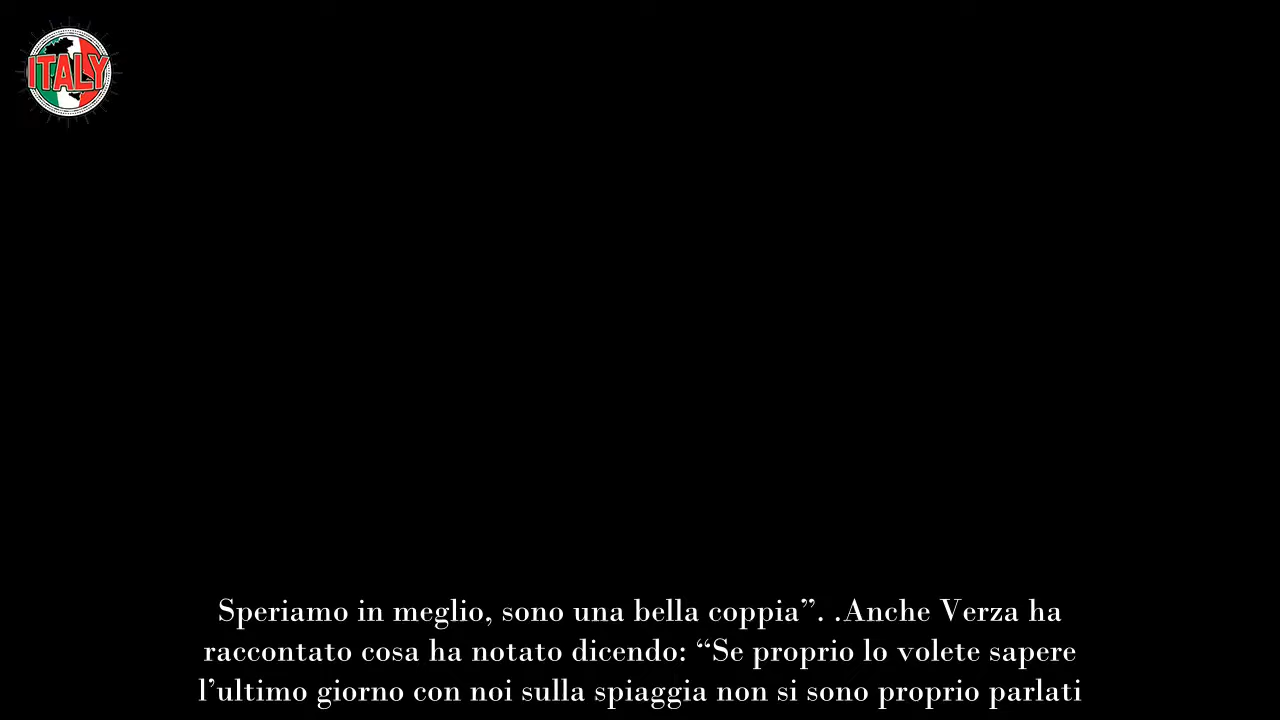 ITALY
Speriamo in meglio, sono una bella coppia”. .Anche Verza ha
raccontato cosa ha notato dicendo: “Se proprio lo volete sapere
l’ultimo giorno con noi sulla spiaggia non si sono proprio parlati